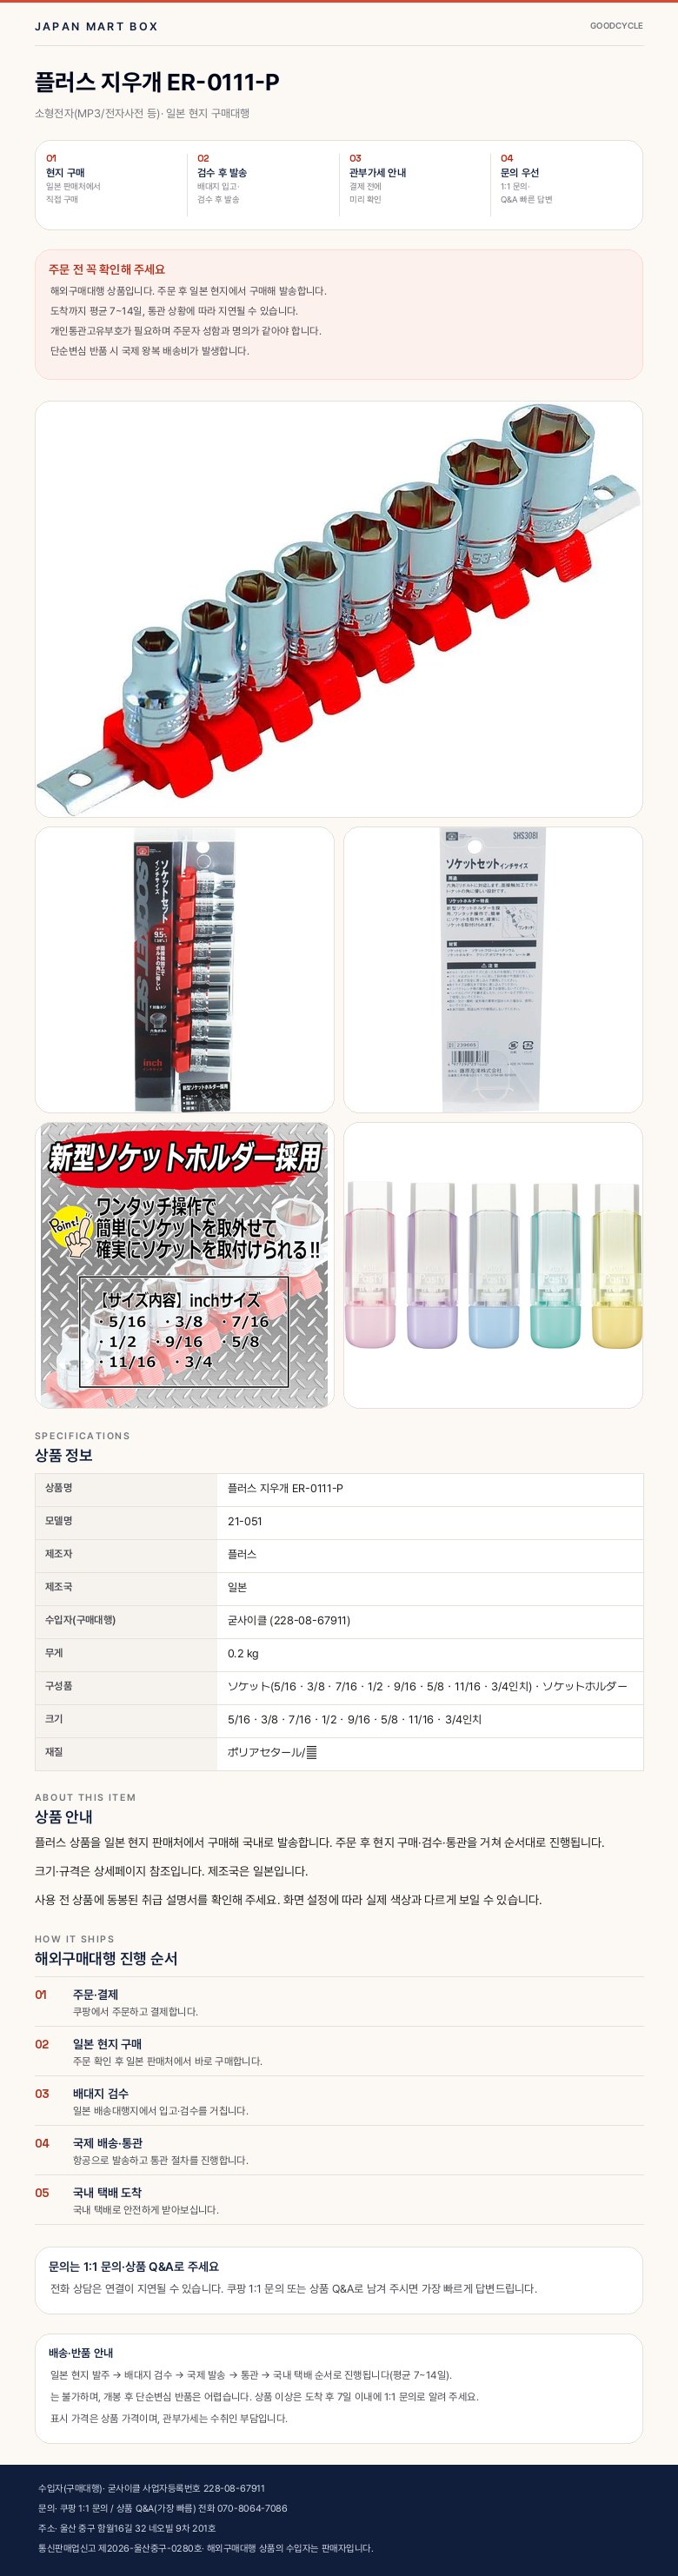 JAPAN MART BOX
GOODCYCLE
플러스 지우개 ER-0111-P
소형전자(MP3/전자사전 등)· 일본 현지 구매대행
01
현지 구매
일본 판매처에서
직접 구매
02
검수 후 발송
배대지 입고·
검수 후 발송
03
관부가세 안내
결제 전에
미리 확인
04
문의 우선
1:1 문의·
Q&A 빠른 답변
주문 전 꼭 확인해 주세요
해외구매대행 상품입니다. 주문 후 일본 현지에서 구매해 발송합니다.
도착까지 평균 7~14일, 통관 상황에 따라 지연될 수 있습니다.
개인통관고유부호가 필요하며 주문자 성함과 명의가 같아야 합니다.
단순변심 반품 시 국제 왕복 배송비가 발생합니다.
ソケットセット
インチサイズ
SOCKET SET
9.5
inch
新型ソケットホルダー採用
SHS308I
ソケットセット インチサイズ
用途
ソケットホルダー特長
材質
注意
新型ソケットホルダー採用
Point!
ワンタッチ操作で
簡単にソケットを取外せて
確実にソケットを取付けられる!!
【サイズ内容】inchサイズ
・5/16 ・3/8 ・7/16
・1/2 ・9/16 ・5/8
・11/16 ・3/4
SPECIFICATIONS
상품 정보
상품명 플러스 지우개 ER-0111-P
모델명 21-051
제조자 플러스
제조국 일본
수입자(구매대행) 굳사이클 (228-08-67911)
무게 0.2 kg
구성품 ソケット(5/16・3/8・7/16・1/2・9/16・5/8・11/16・3/4인치)・ソケットホルダー
크기 5/16・3/8・7/16・1/2・9/16・5/8・11/16・3/4인치
재질 ポリアセタール/
ABOUT THIS ITEM
상품 안내
플러스 상품을 일본 현지 판매처에서 구매해 국내로 발송합니다. 주문 후 현지 구매·검수·통관을 거쳐 순서대로 진행됩니다.
크기·규격은 상세페이지 참조입니다. 제조국은 일본입니다.
사용 전 상품에 동봉된 취급 설명서를 확인해 주세요. 화면 설정에 따라 실제 색상과 다르게 보일 수 있습니다.
HOW IT SHIPS
해외구매대행 진행 순서
01 주문·결제
쿠팡에서 주문하고 결제합니다.
02 일본 현지 구매
주문 확인 후 일본 판매처에서 바로 구매합니다.
03 배대지 검수
일본 배송대행지에서 입고·검수를 거칩니다.
04 국제 배송·통관
항공으로 발송하고 통관 절차를 진행합니다.
05 국내 택배 도착
국내 택배로 안전하게 받아보십니다.
문의는 1:1 문의·상품 Q&A로 주세요
전화 상담은 연결이 지연될 수 있습니다. 쿠팡 1:1 문의 또는 상품 Q&A로 남겨 주시면 가장 빠르게 답변드립니다.
배송·반품 안내
일본 현지 발주 → 배대지 검수 → 국제 발송 → 통관 → 국내 택배 순서로 진행됩니다(평균 7~14일).
는 불가하며, 개봉 후 단순변심 반품은 어렵습니다. 상품 이상은 도착 후 7일 이내에 1:1 문의로 알려 주세요.
표시 가격은 상품 가격이며, 관부가세는 수취인 부담입니다.
수입자(구매대행)· 굳사이클 사업자등록번호 228-08-67911
문의· 쿠팡 1:1 문의 / 상품 Q&A(가장 빠름) 전화 070-8064-7086
주소· 울산 중구 함월16길 32 네오빌 9차 201호
통신판매업신고 제2026-울산중구-0280호· 해외구매대행 상품의 수입자는 판매자입니다.